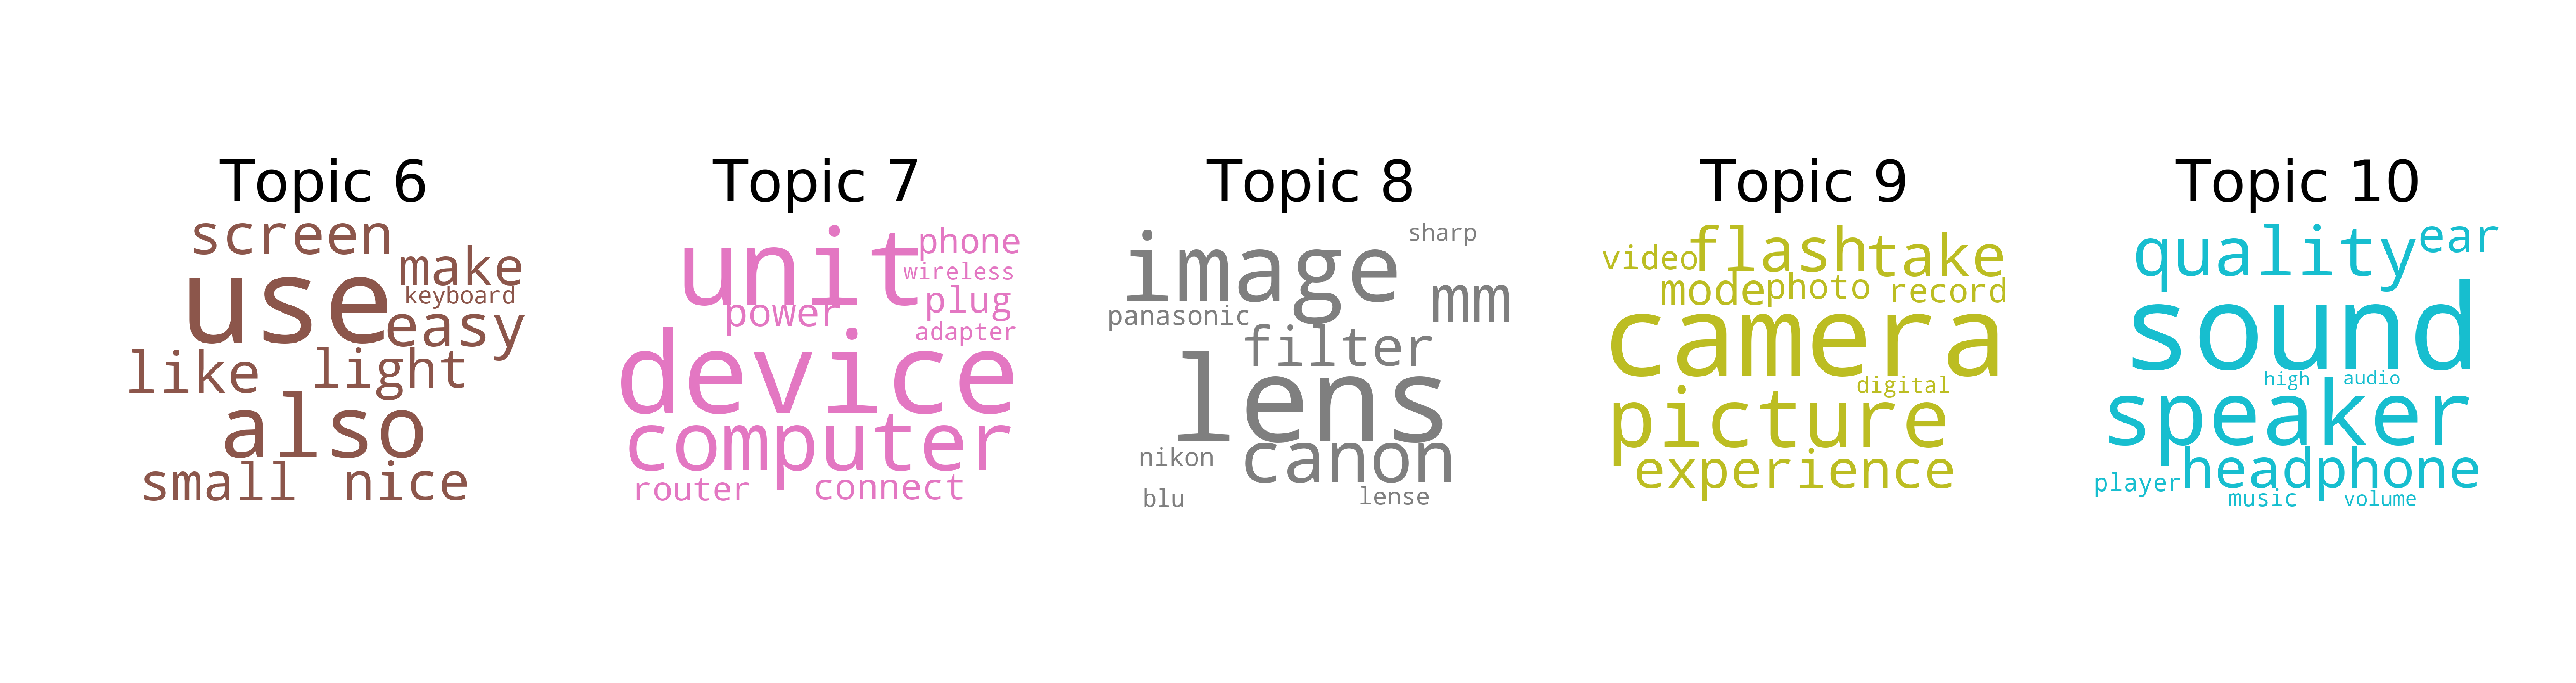 Topic 6
screen
make
use
keyboard
easy
like light
also
small nice
Topic 7
unit
phone
wireless
power
plug
adapter
device
computer
router connect
Topic 8
sharp
image
mm
panasonic
filter
lens
nikon
canon
blu
lense
Topic 9
video flash take
mode photo record
camera
digital
picture
experience
Topic 10
quality ear
sound
high audio
speaker
player headphone
music volume